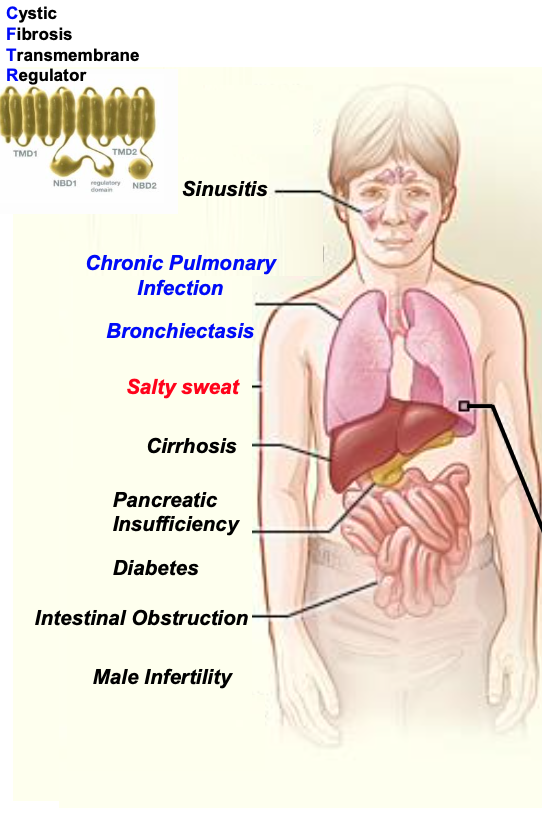 Cystic
Fibrosis
Transmembrane
Regulator
TMD1
TMD2
NBD1
regulatory
domain
NBD2
Sinusitis
Chronic Pulmonary
Infection
Bronchiectasis
Salty sweat
Cirrhosis
Pancreatic
Insufficiency
Diabetes
Intestinal Obstruction
Male Infertility